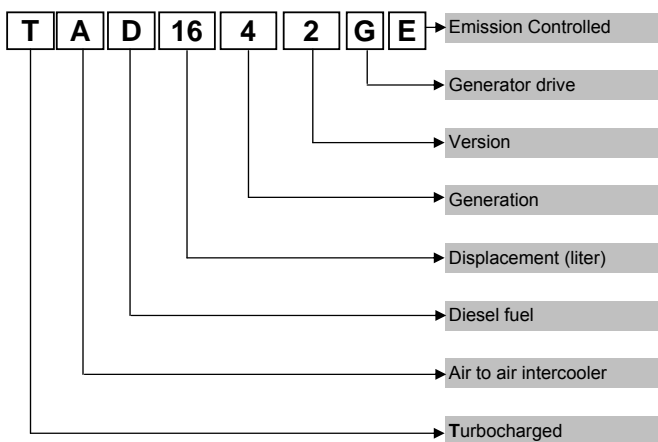 T A D 16 4 2 G E Emission Controlled
Generator drive
Version
Generation
Displacement (liter)
Diesel fuel
Air to air intercooler
Turbocharged